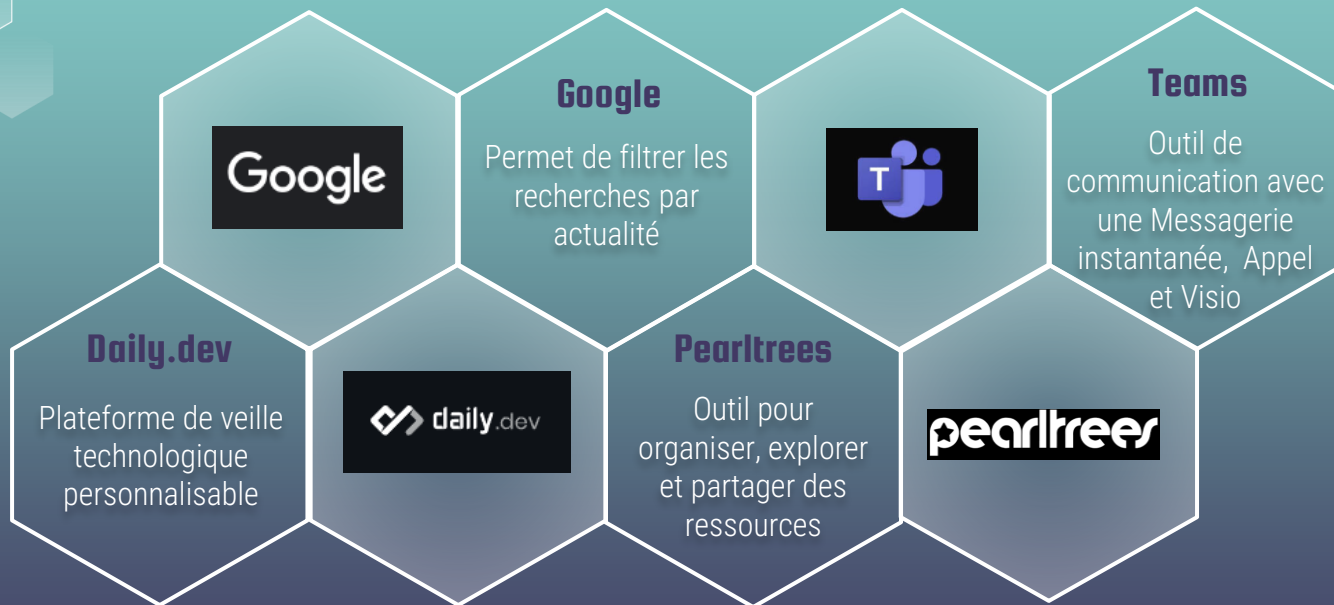 Google
Google
Permet de filtrer les
recherches par
actualité
T
Teams
Outil de
communication avec
une Messagerie
instantanée,  Appel
et Visio
Daily.dev
Plateforme de veille
technologique
personnalisable
daily.dev
Pearltrees
Outil pour
organiser, explorer
et partager des
ressources
pearltrees